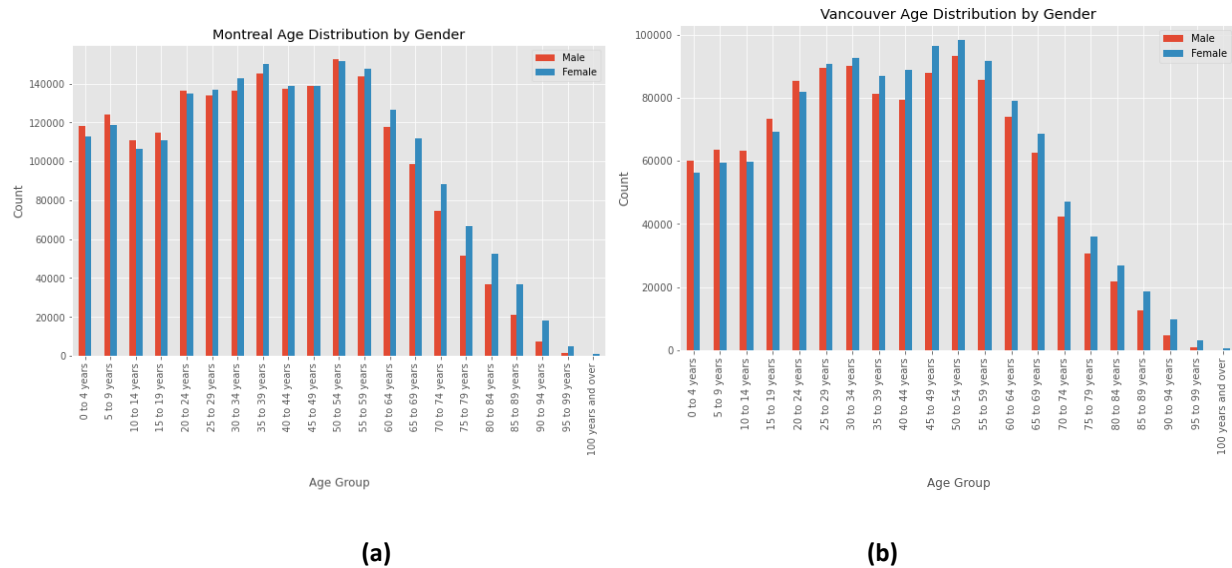 Montreal Age Distribution by Gender
Male
Female
140000
120000
100000
80000
60000
40000
20000
0
Count
0 to 4 years
5 to 9 years
10 to 14 years
15 to 19 years
20 to 24 years
25 to 29 years
30 to 34 years
35 to 39 years
40 to 44 years
45 to 49 years
50 to 54 years
55 to 59 years
60 to 64 years
65 to 69 years
70 to 74 years
75 to 79 years
80 to 84 years
85 to 89 years
90 to 94 years
95 to 99 years
100 years and over
Age Group
(a)
Vancouver Age Distribution by Gender
Male
Female
100000
80000
60000
40000
20000
0
Count
0 to 4 years
5 to 9 years
10 to 14 years
15 to 19 years
20 to 24 years
25 to 29 years
30 to 34 years
35 to 39 years
40 to 44 years
45 to 49 years
50 to 54 years
55 to 59 years
60 to 64 years
65 to 69 years
70 to 74 years
75 to 79 years
80 to 84 years
85 to 89 years
90 to 94 years
95 to 99 years
100 years and over
Age Group
(b)